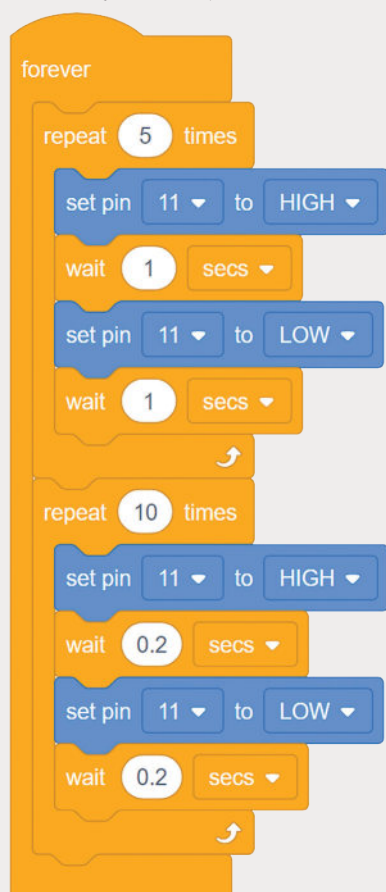 forever
repeat 5 times
set pin 11 to HIGH
wait 1 secs
set pin 11 to LOW
wait 1 secs
repeat 10 times
set pin 11 to HIGH
wait 0.2 secs
set pin 11 to LOW
wait 0.2 secs